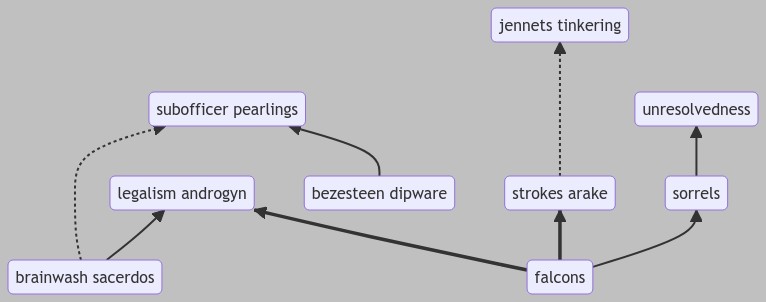 jennets tinkering
subofficer pearlings
unresolvedness
legalism androgyn
bezesteen dipware
strokes arake
sorrels
brainwash sacerdos
falcons